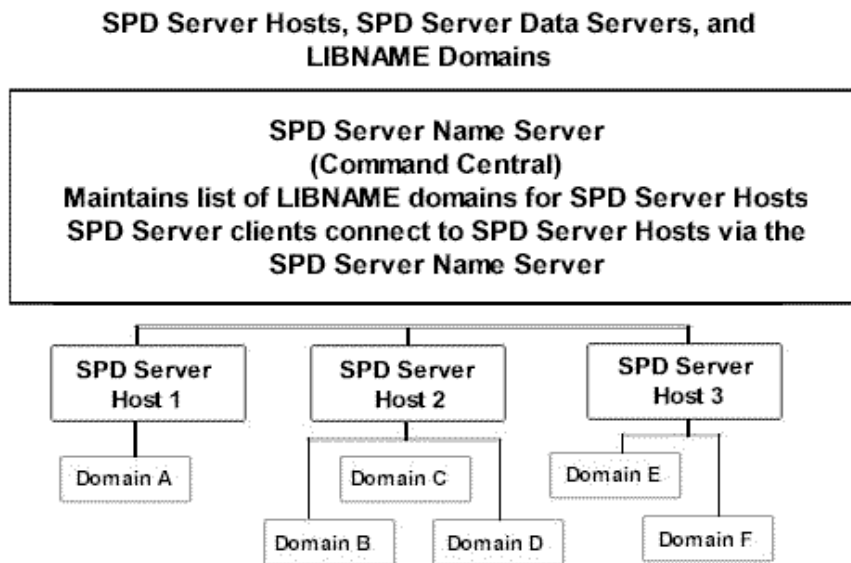 SPD Server Hosts, SPD Server Data Servers, and
LIBNAME Domains
SPD Server Name Server
(Command Central)
Maintains list of LIBNAME domains for SPD Server Hosts
SPD Server clients connect to SPD Server Hosts via the
SPD Server Name Server
SPD Server
Host 1
SPD Server
Host 2
SPD Server
Host 3
Domain A
Domain C
Domain E
Domain B
Domain D
Domain F